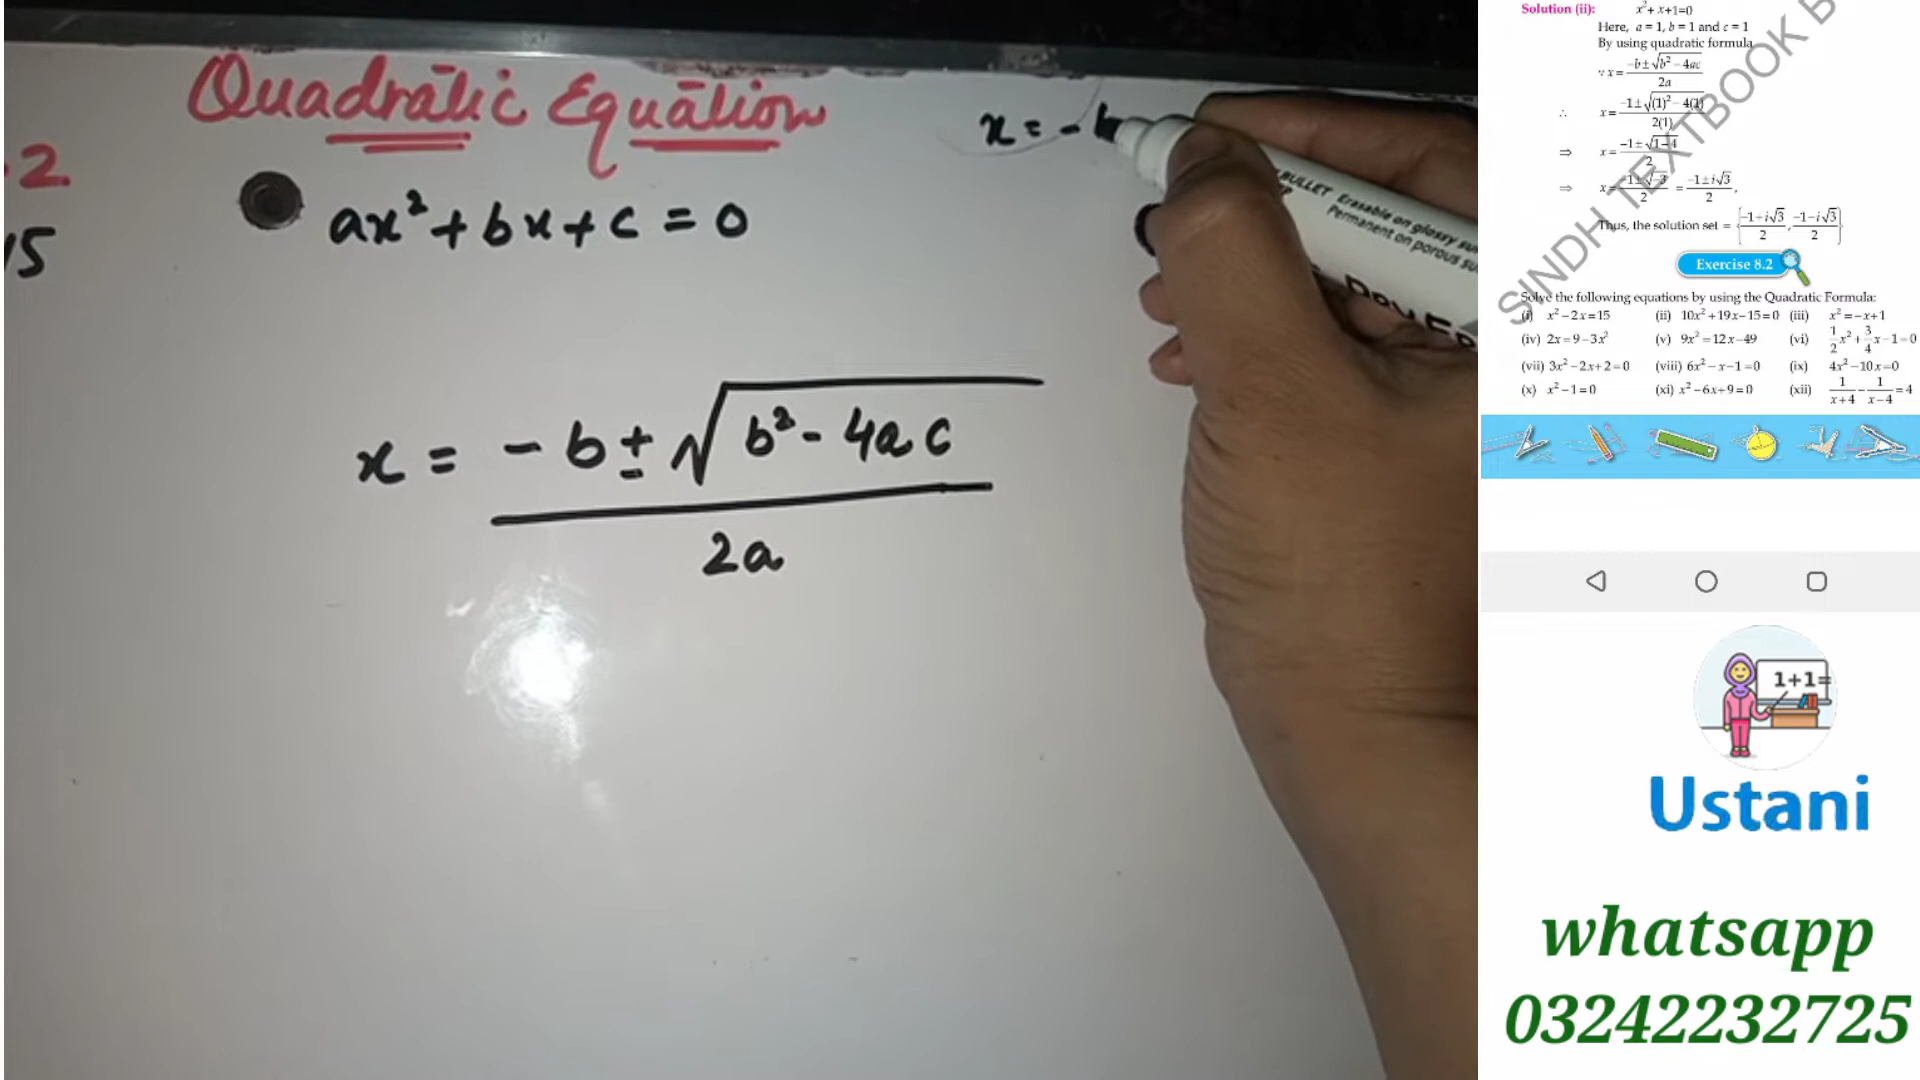 Quadratic Equation
.2
15
ax² + bx + c = 0
x = - b
x = - b ± √b² - 4ac
2a
BULLET Erasable on glossy
Permanent on porous
Solution (ii): x² + x+1=0
Here, a = 1, b = 1 and c = 1
By using quadratic formula
∵ x = -b ± √b² - 4ac
2a
∴ x = -1 ± √(1)² - 4(1)
2(1)
⇒ x = -1 ± √1-4
2
⇒ x = -1 ± √-3 / 2 = -1 ± i√3 / 2 ,
Thus, the solution set = { -1+i√3 / 2 , -1-i√3 / 2 }
SINDH TEXTBOOK B
Exercise 8.2
Solve the following equations by using the Quadratic Formula:
(i) x² - 2x = 15 (ii) 10x² + 19x - 15 = 0 (iii) x² = -x+1
(iv) 2x = 9 - 3x² (v) 9x² = 12x - 49 (vi) 1/2 x² + 3/4 x - 1 = 0
(vii) 3x² - 2x + 2 = 0 (viii) 6x² - x - 1 = 0 (ix) 4x² - 10x = 0
(x) x² - 1 = 0 (xi) x² - 6x + 9 = 0 (xii) 1/x+4 - 1/x-4 = 4
1+1=
Ustani
whatsapp
03242232725